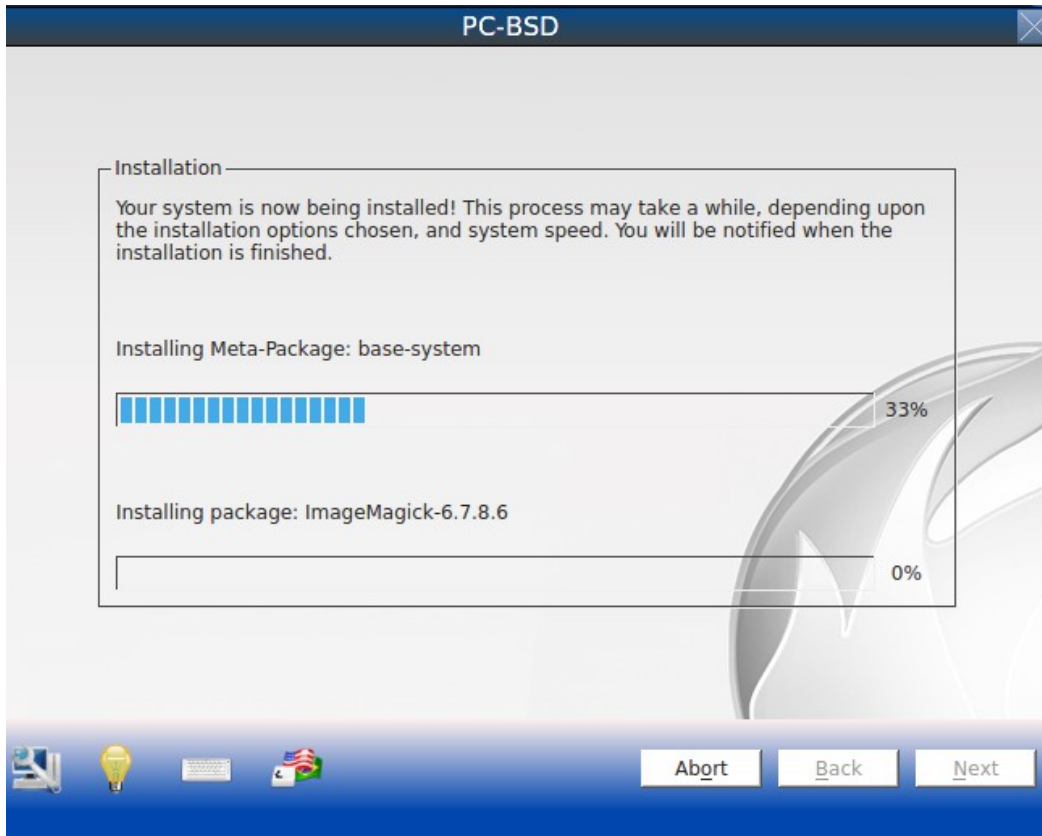 PC-BSD
Installation
Your system is now being installed! This process may take a while, depending upon
the installation options chosen, and system speed. You will be notified when the
installation is finished.
Installing Meta-Package: base-system
33%
Installing package: ImageMagick-6.7.8.6
0%
Abort Back Next